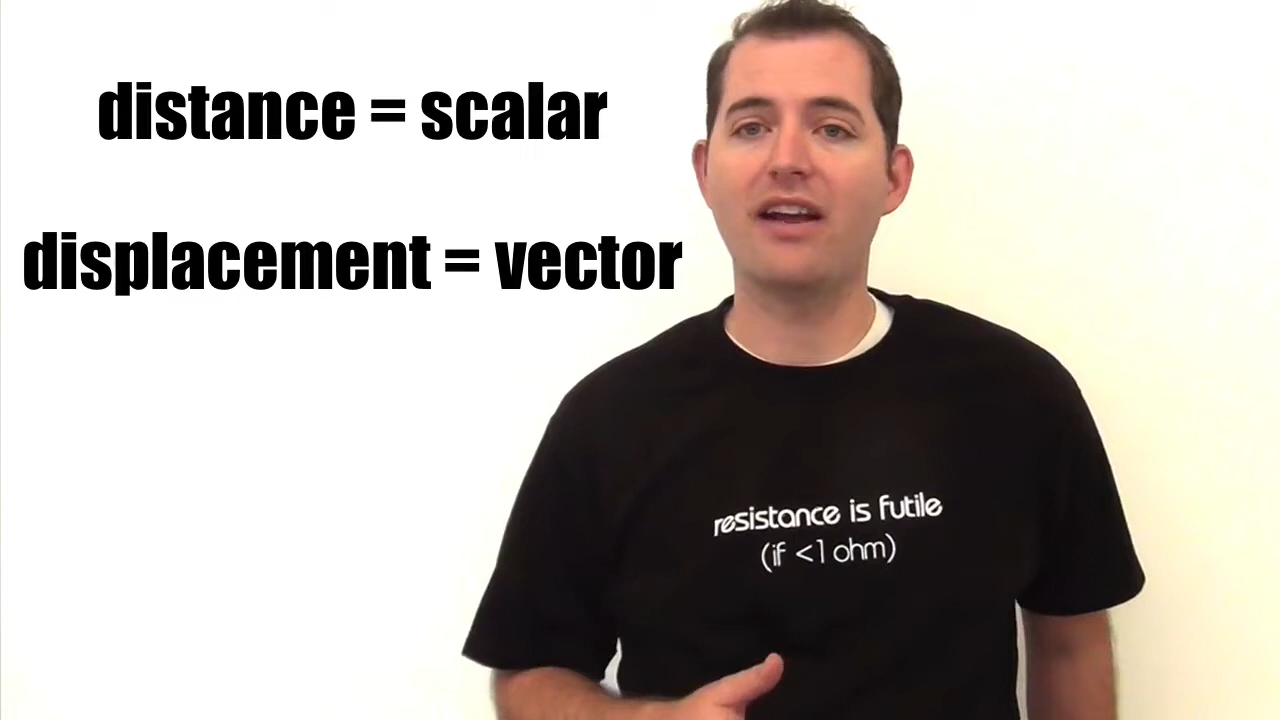 distance = scalar
displacement = vector
resistance is futile
(if <1 ohm)